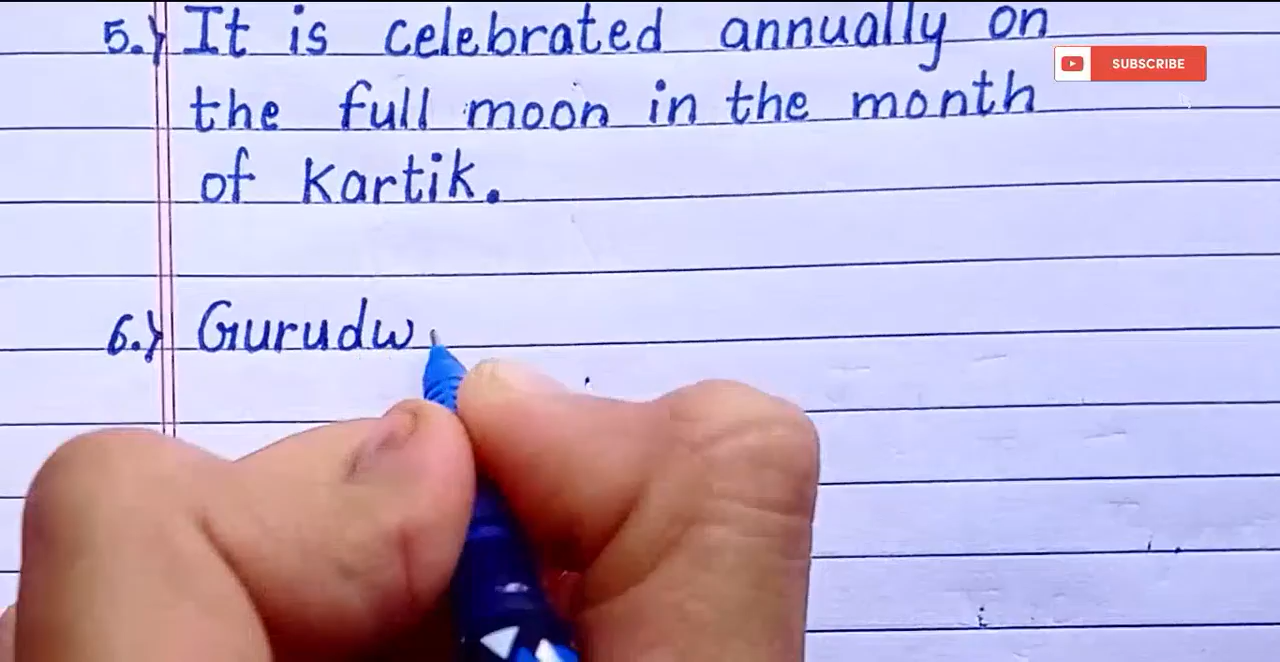 5.) It is celebrated annually on
SUBSCRIBE
the full moon in the month
of Kartik.
6.) Gurudw